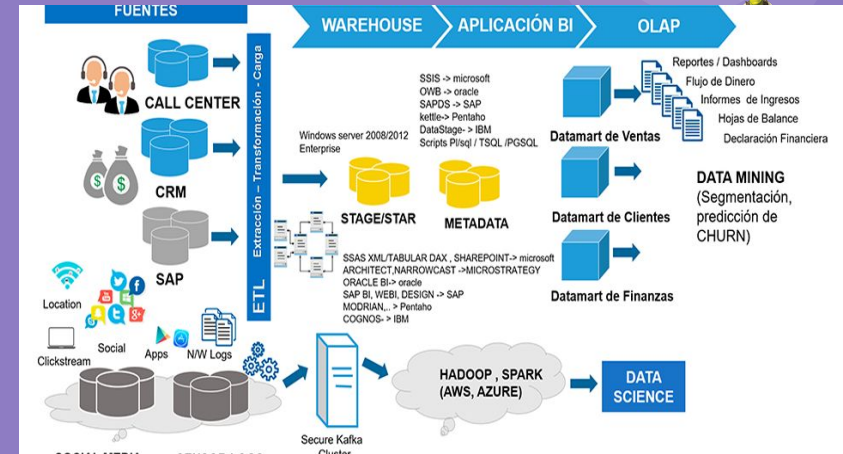 FUENTES
WAREHOUSE
APLICACIÓN BI
OLAP
CALL CENTER
CRM
SAP
ETL
Extracción – Transformación - Carga
Windows server 2008/2012
Enterprise
SSIS -> microsoft
OWB -> oracle
SAPDS -> SAP
kettle-> Pentaho
DataStage- > IBM
Scripts Pl/sql / TSQL /PGSQL
STAGE/STAR
METADATA
SSAS XML/TABULAR DAX , SHAREPOINT-> microsoft
ARCHITECT,NARROWCAST ->MICROSTRATEGY
ORACLE BI-> oracle
SAP BI, WEBI, DESIGN -> SAP
MODRIAN,.. > Pentaho
COGNOS- > IBM
Datamart de Ventas
Datamart de Clientes
Datamart de Finanzas
Reportes / Dashboards
Flujo de Dinero
Informes de Ingresos
Hojas de Balance
Declaración Financiera
DATA MINING
(Segmentación,
predicción de
CHURN)
Location
Clickstream
Social
Apps
N/W Logs
Secure Kafka
Cluster
HADOOP , SPARK
(AWS, AZURE)
DATA
SCIENCE
SOCIAL MEDIA